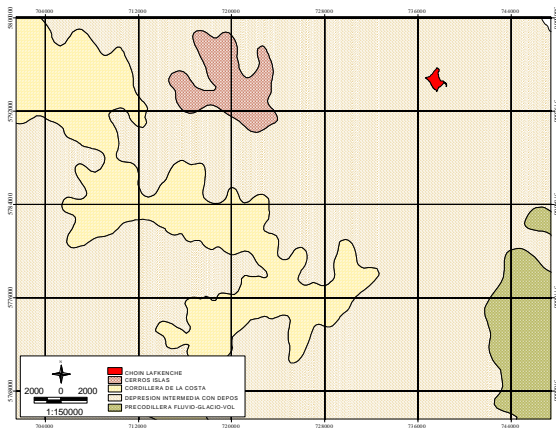 704000 712000 720000 728000 736000 744000
5800000
5792000
5784000
5776000
5768000
N
2000 0 2000
1:150000
CHOIN LAFKENCHE
CERROS ISLAS
CORDILLERA DE LA COSTA
DEPRESION INTERMEDIA CON DEPOS
PRECODILLERA FLUVIO-GLACIO-VOL
704000 712000 720000 728000 736000 744000